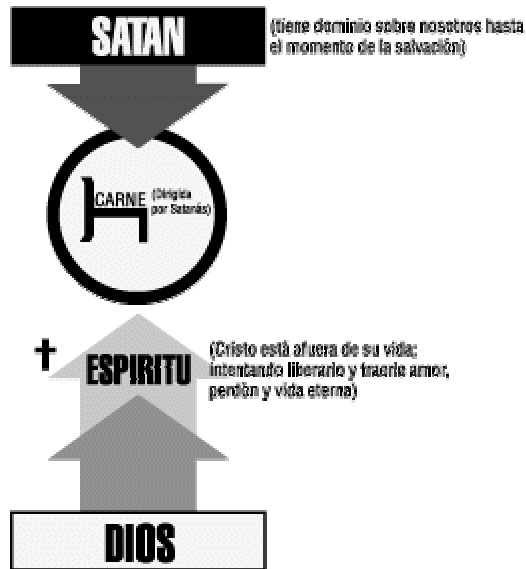 SATAN
(tiene dominio sobre nosotros hasta
el momento de la salvación)
CARNE (Dirigida
por Satanás)
ESPIRITU
(Cristo está afuera de su vida;
intentando liberarlo y traerle amor,
perdón y vida eterna)
DIOS